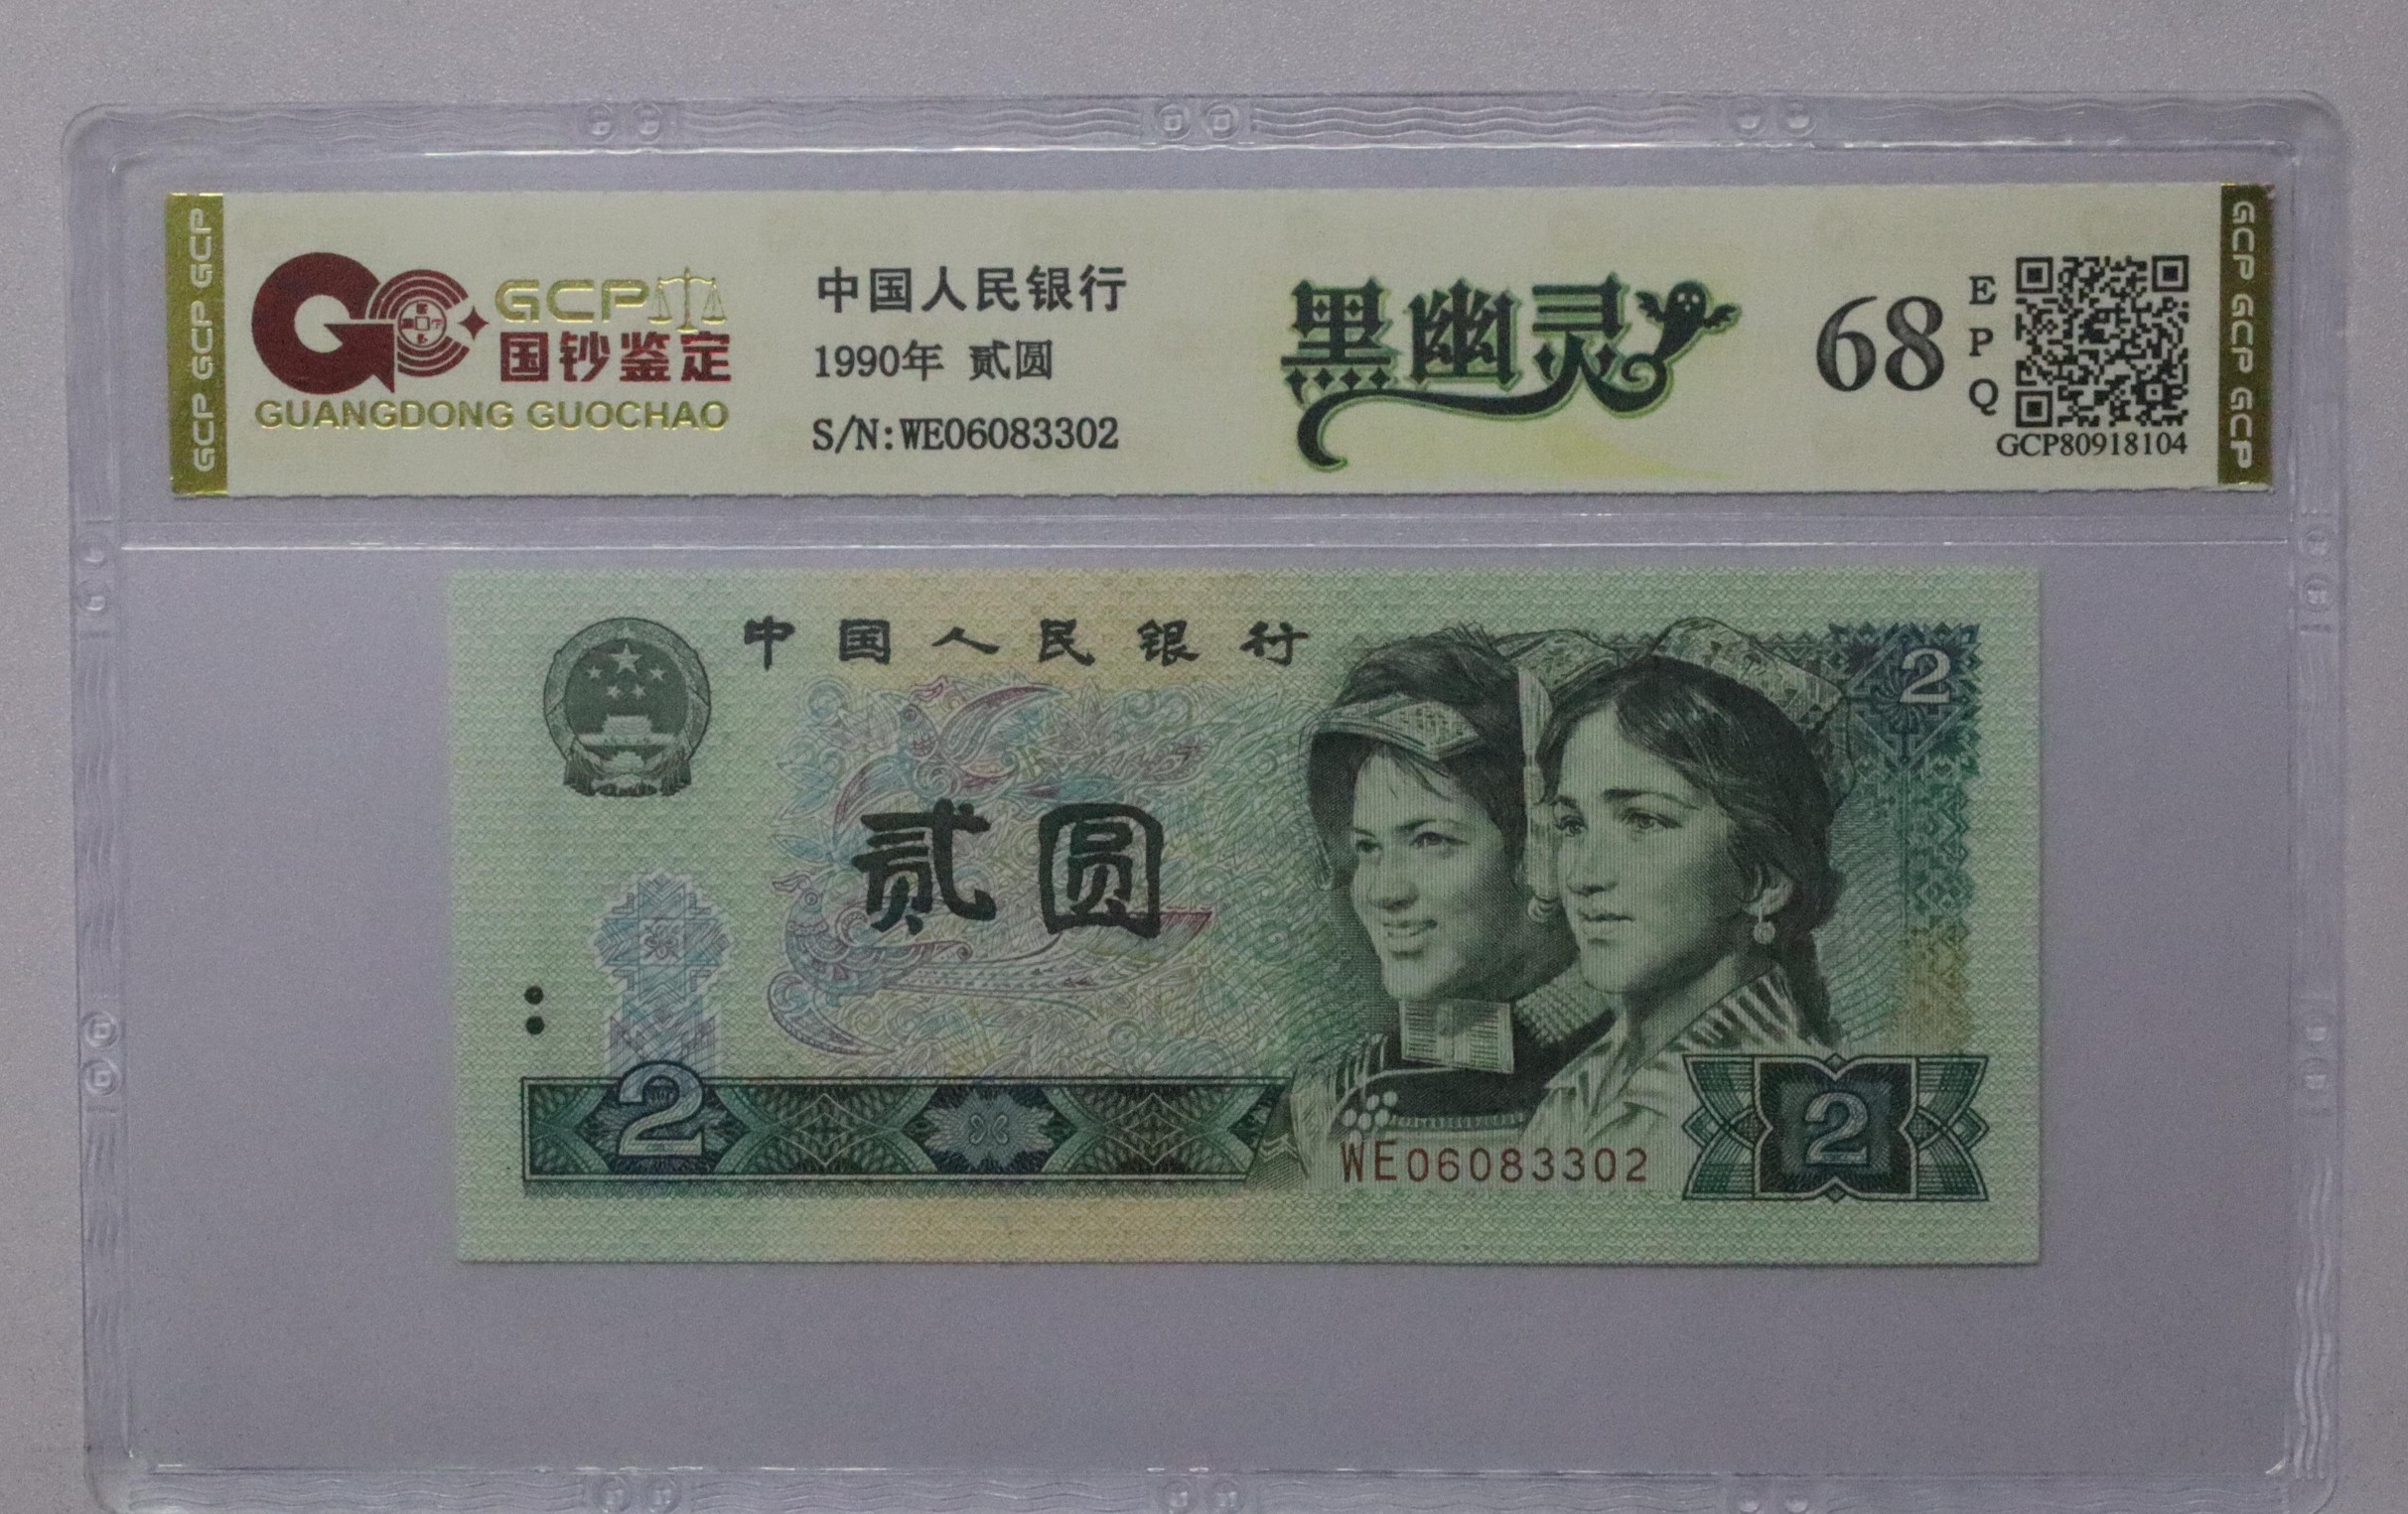 GCP GCP GCP
GCP
国钞鉴定
GUANGDONG GUOCHAO
中国人民银行
1990年 贰圆
S/N:WE06083302
黑幽灵
68
EPQ
GCP80918104
GCP GCP GCP GCP
中国人民银行
2
贰圆
2
WE06083302
2